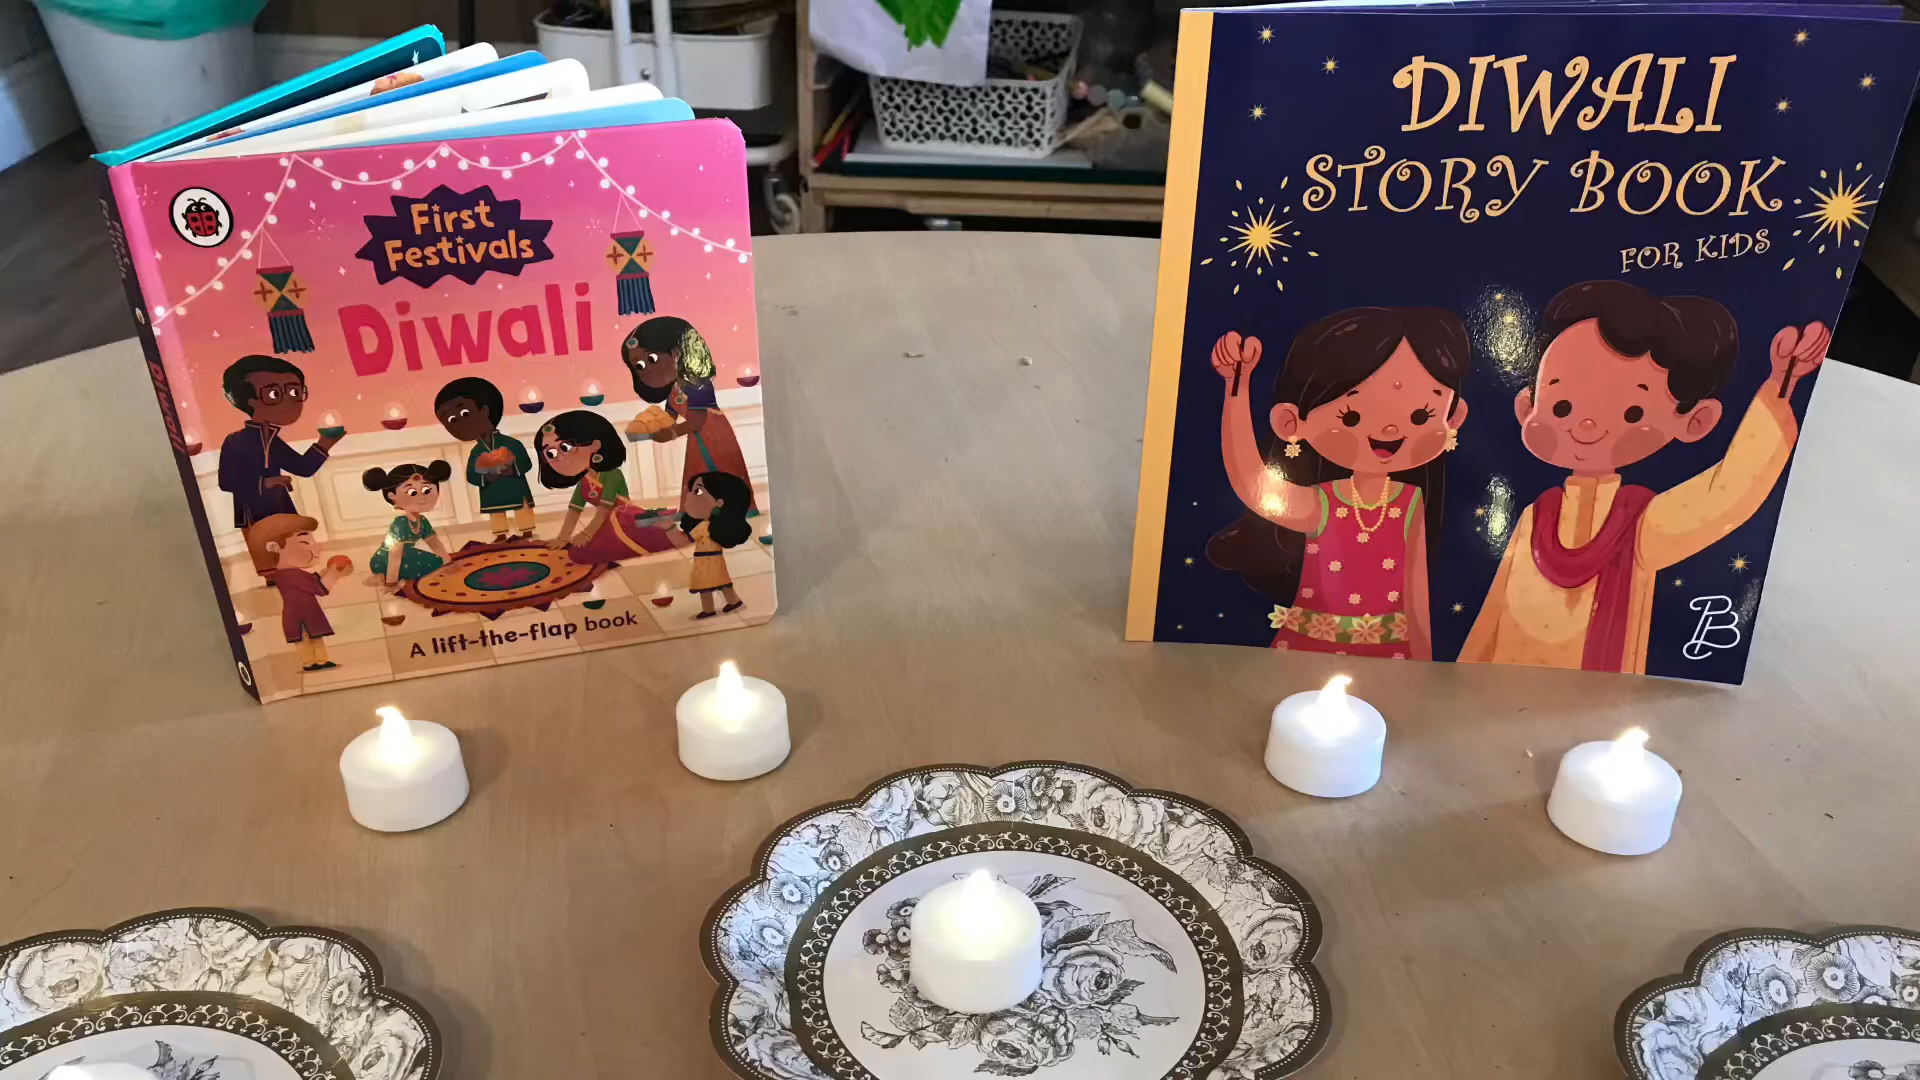 First
Festivals
Diwali
A lift-the-flap book
Diwali
DIWALI
STORY BOOK
FOR KIDS